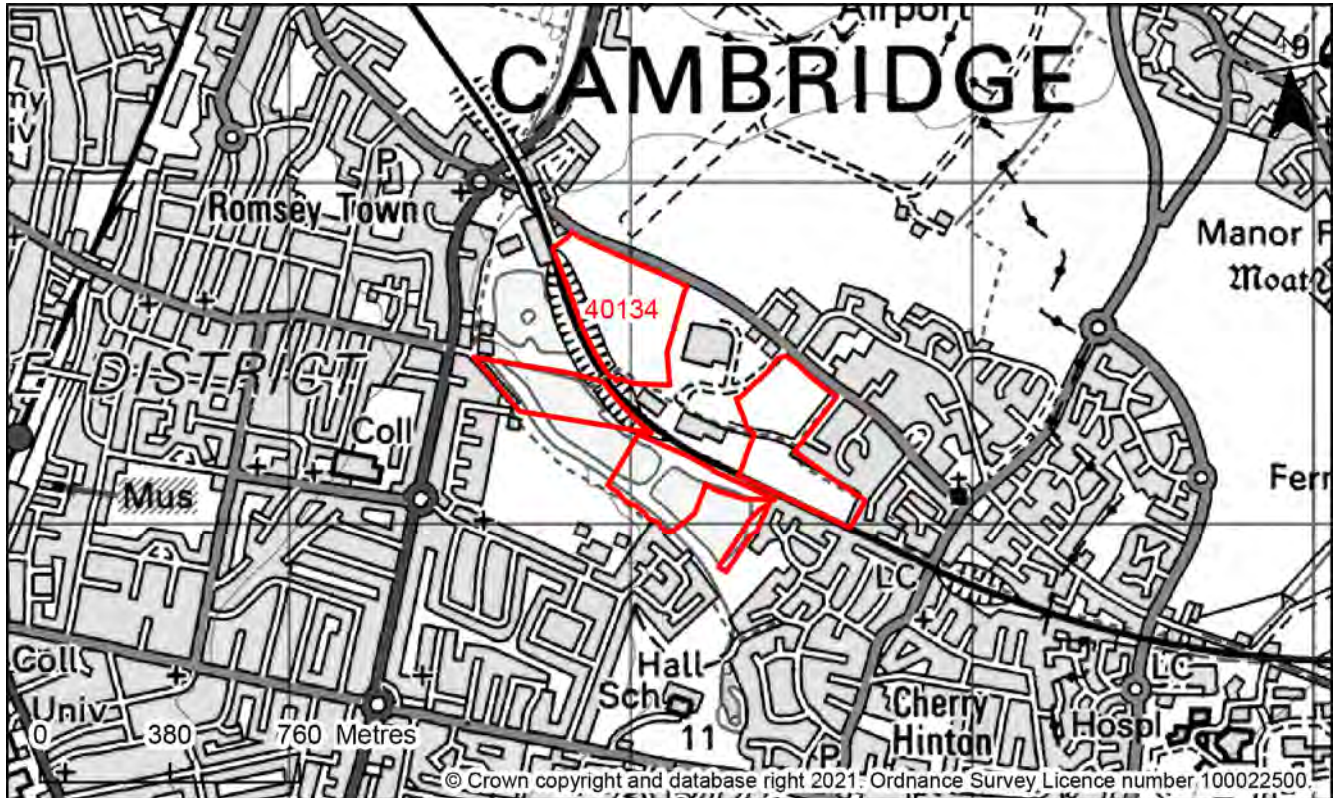 Airport
CAMBRIDGE
P
Romsey Town
Manor F
Moat
40134
E DISTRICT
Coll
Mus
Fern
LC
Hall
Sch
LC
Coll
Univ
Cherry
Hinton
Hospl
11
P
0 380 760 Metres
© Crown copyright and database right 2021. Ordnance Survey Licence number 100022500